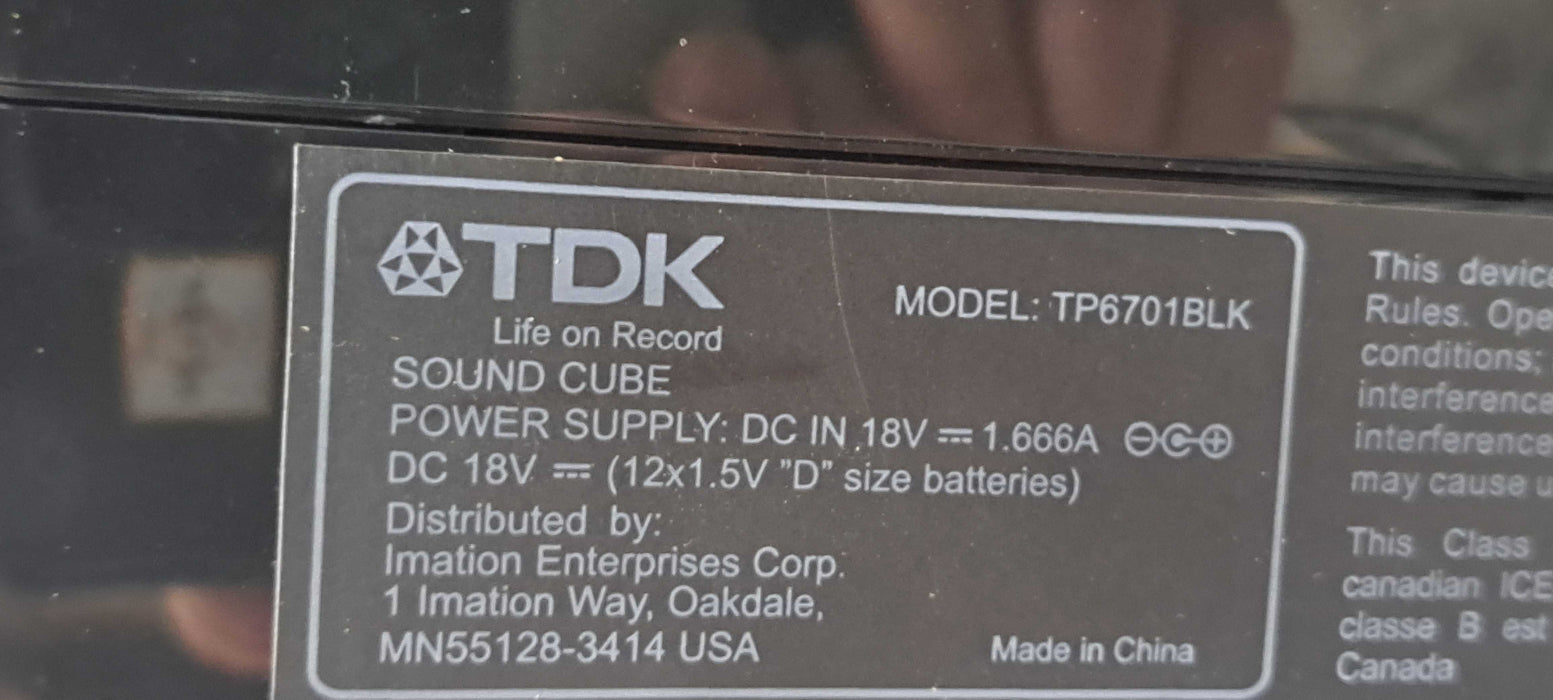 TDK
Life on Record
MODEL: TP6701BLK
SOUND CUBE
POWER SUPPLY: DC IN 18V ⎓ 1.666A
DC 18V ⎓ (12x1.5V "D" size batteries)
Distributed by:
Imation Enterprises Corp.
1 Imation Way, Oakdale,
MN55128-3414 USA
Made in China
This device
Rules. Ope
conditions;
interference
interference
may cause u
This Class
canadian ICE
classe B est
Canada